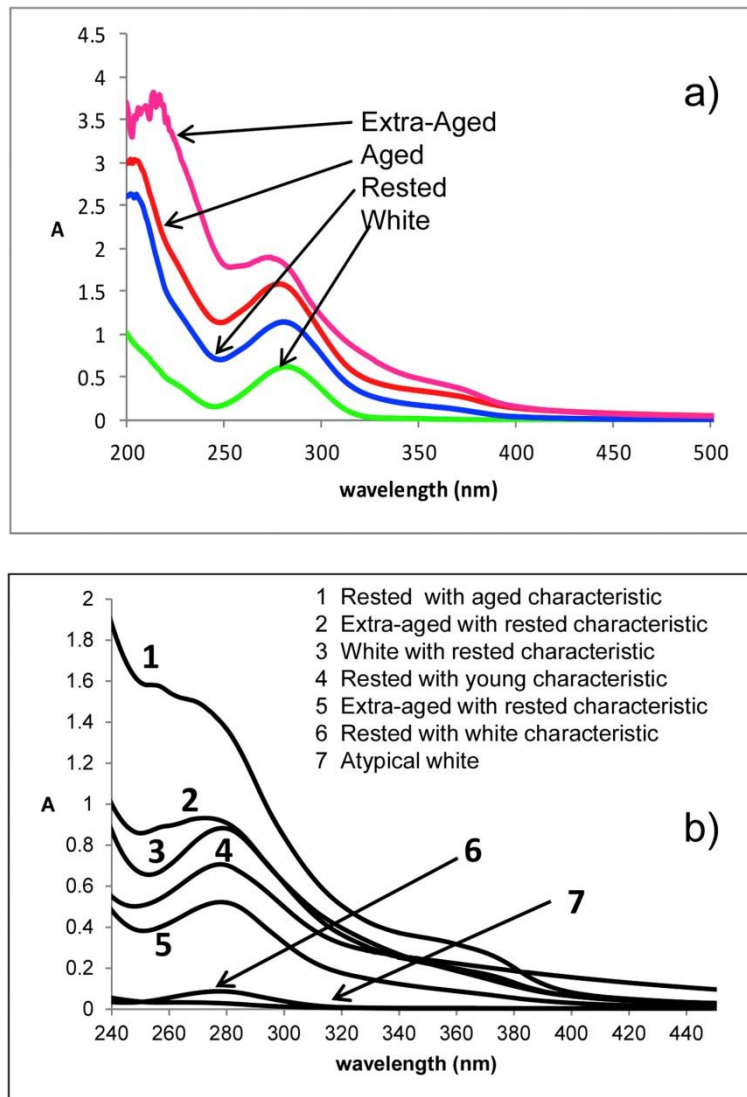 a)
4.5
4
3.5
3
2.5
2
1.5
1
0.5
0
A
Extra-Aged
Aged
Rested
White
200 250 300 350 400 450 500
wavelength (nm)
b)
2
1.8
1.6
1.4
1.2
1
0.8
0.6
0.4
0.2
0
A
1 Rested with aged characteristic
2 Extra-aged with rested characteristic
3 White with rested characteristic
4 Rested with young characteristic
5 Extra-aged with rested characteristic
6 Rested with white characteristic
7 Atypical white
1
2
3
4
5
6
7
240 260 280 300 320 340 360 380 400 420 440
wavelength (nm)